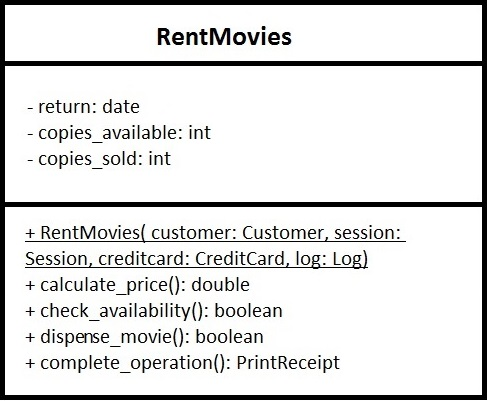 RentMovies
- return: date
- copies_available: int
- copies_sold: int
+ RentMovies( customer: Customer, session:
Session, creditcard: CreditCard, log: Log)
+ calculate_price(): double
+ check_availability(): boolean
+ dispense_movie(): boolean
+ complete_operation(): PrintReceipt